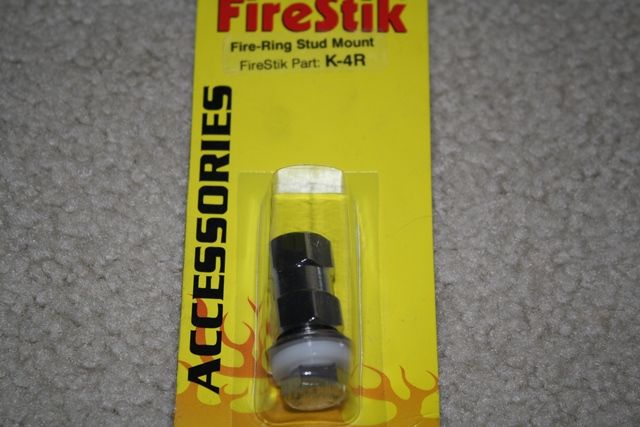 FireStik
Fire-Ring Stud Mount
FireStik Part: K-4R
ACCESSORIES